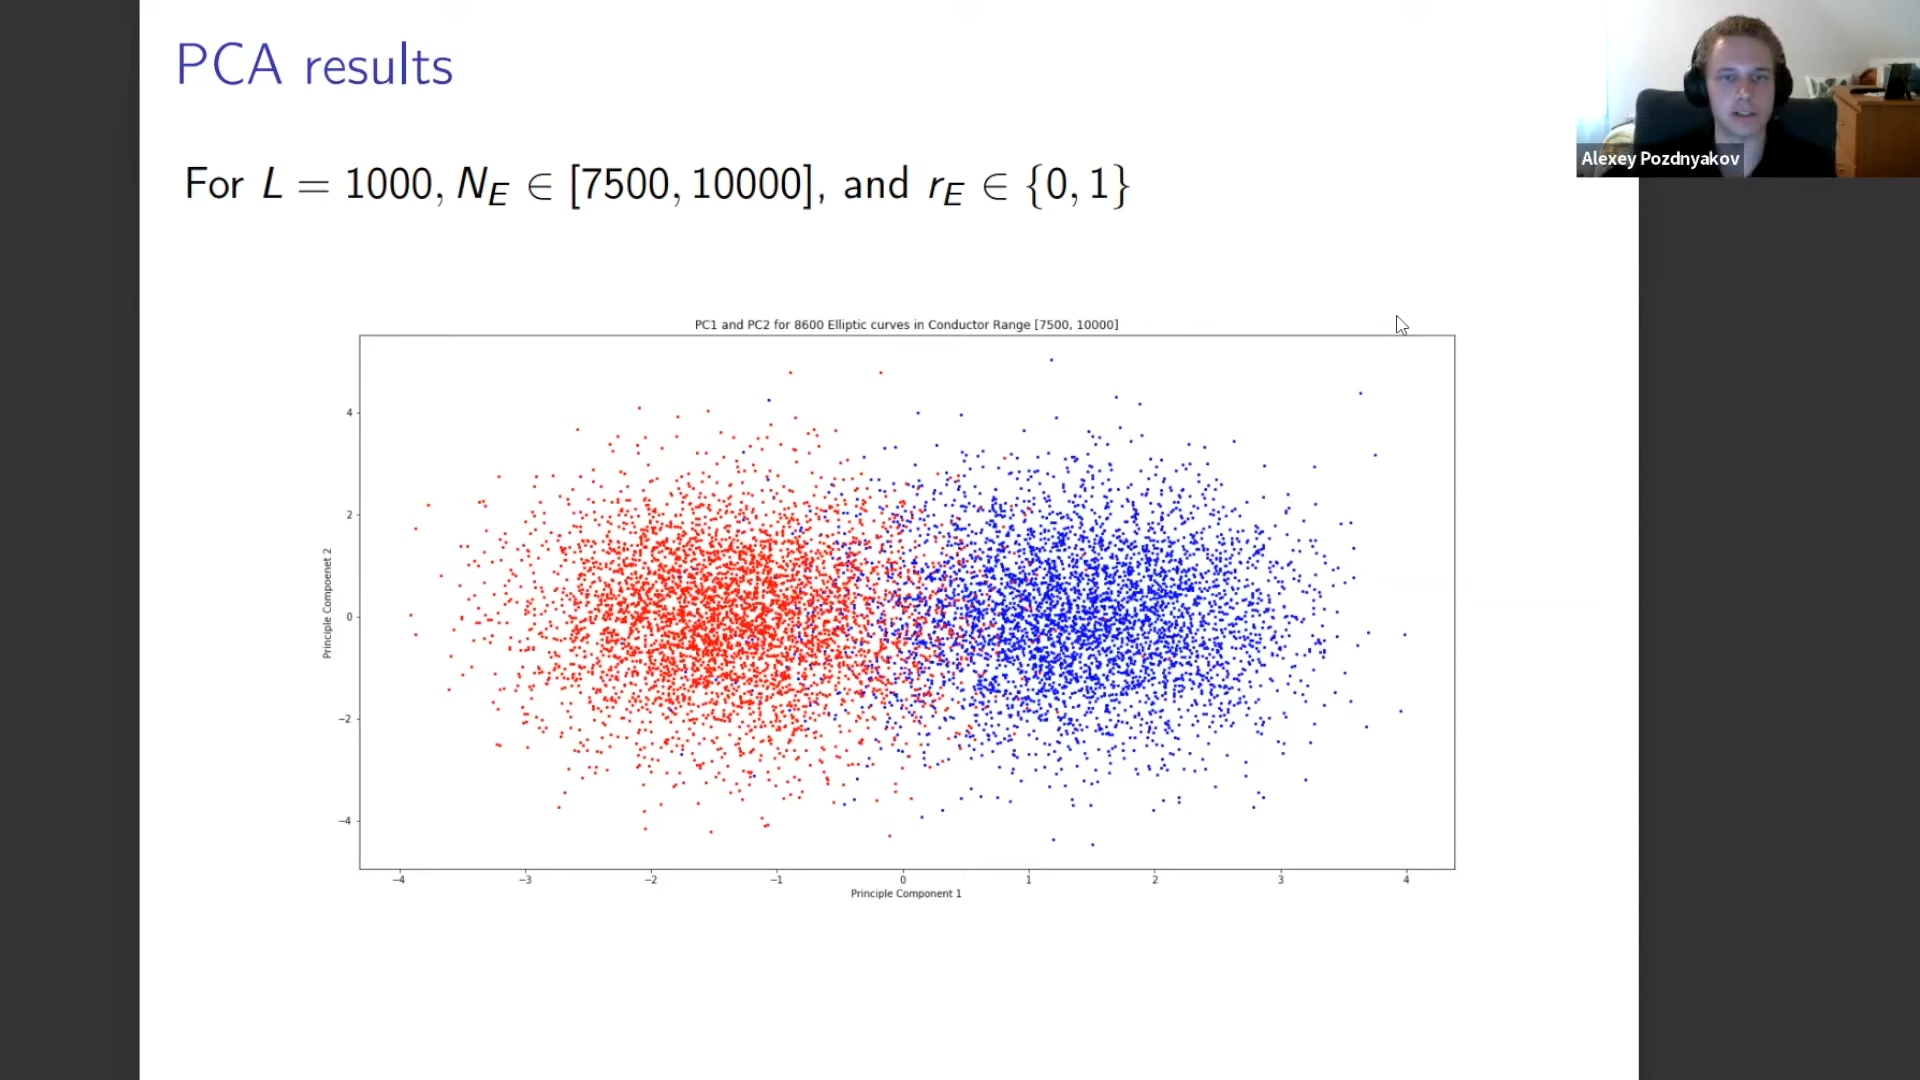 PCA results
Alexey Pozdnyakov
For L = 1000, N_E ∈ [7500, 10000], and r_E ∈ {0, 1}
PC1 and PC2 for 8600 Elliptic curves in Conductor Range [7500, 10000]
Principle Compoenet 2
4
2
0
−2
−4
−4 −3 −2 −1 0 1 2 3 4
Principle Component 1